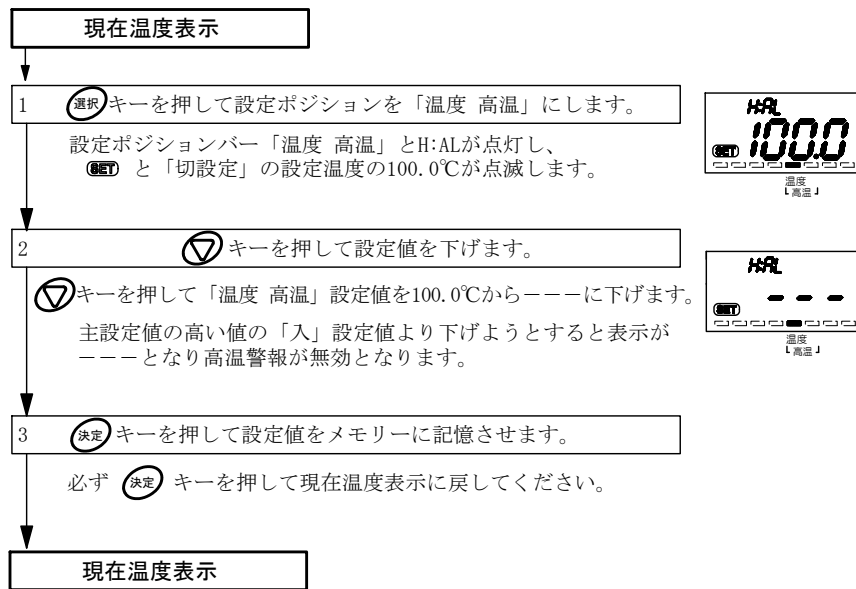 現在温度表示
1 選択キーを押して設定ポジションを「温度 高温」にします。
設定ポジションバー「温度 高温」とH:ALが点灯し、
SET と「切設定」の設定温度の100.0℃が点滅します。
H:AL
SET 100.0
温度
┗高温┛
2 ▽キーを押して設定値を下げます。
▽キーを押して「温度 高温」設定値を100.0℃から－－－に下げます。
主設定値の高い値の「入」設定値より下げようとすると表示が
－－－となり高温警報が無効となります。
H:AL
SET - - -
温度
┗高温┛
3 決定キーを押して設定値をメモリーに記憶させます。
必ず 決定 キーを押して現在温度表示に戻してください。
現在温度表示